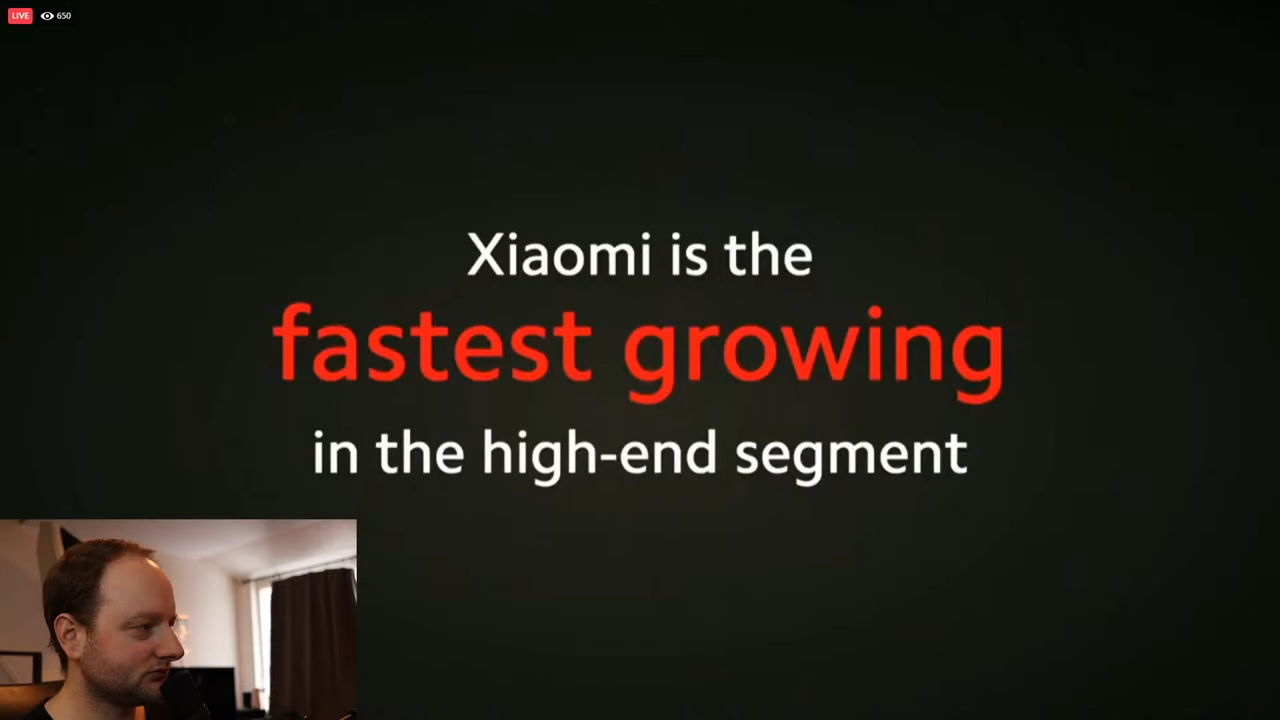 LIVE 650
Xiaomi is the
fastest growing
in the high-end segment